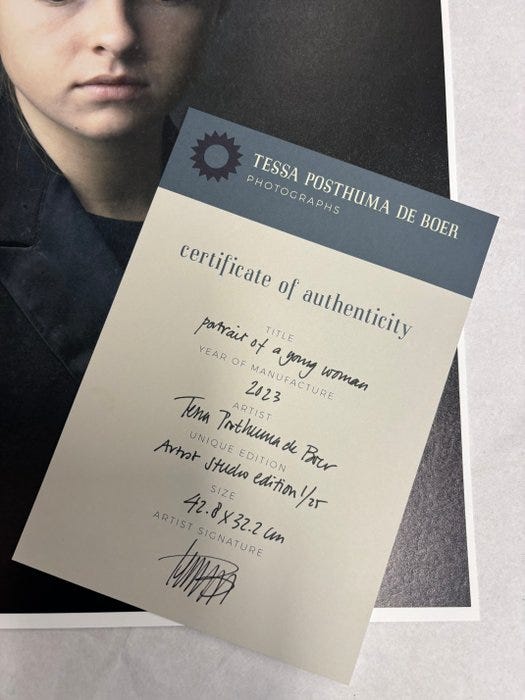 TESSA POSTHUMA DE BOER
PHOTOGRAPHS
certificate of authenticity
TITLE
portrait of a young woman
YEAR OF MANUFACTURE
2023
ARTIST
Tessa Posthuma de Boer
UNIQUE EDITION
Artist studio edition 1/25
SIZE
42.8 X 32.2 cm
ARTIST SIGNATURE